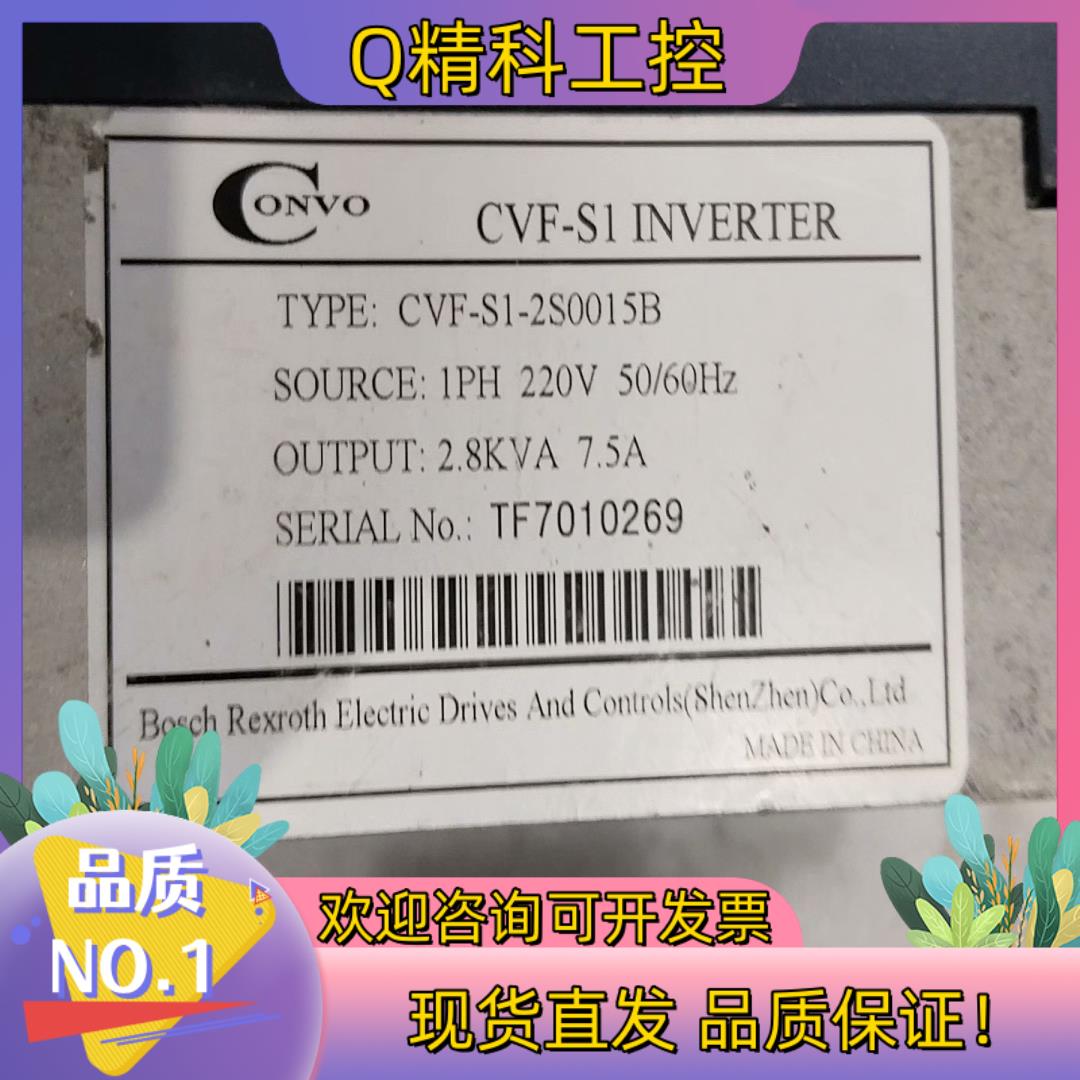 Q精科工控
CONVO
CVF-S1 INVERTER
TYPE: CVF-S1-2S0015B
SOURCE: 1PH 220V 50/60Hz
OUTPUT: 2.8KVA 7.5A
SERIAL No.: TF7010269
Bosch Rexroth Electric Drives And Controls(ShenZhen)Co.,Ltd
MADE IN CHINA
品质
NO.1
欢迎咨询可开发票
现货直发 品质保证!